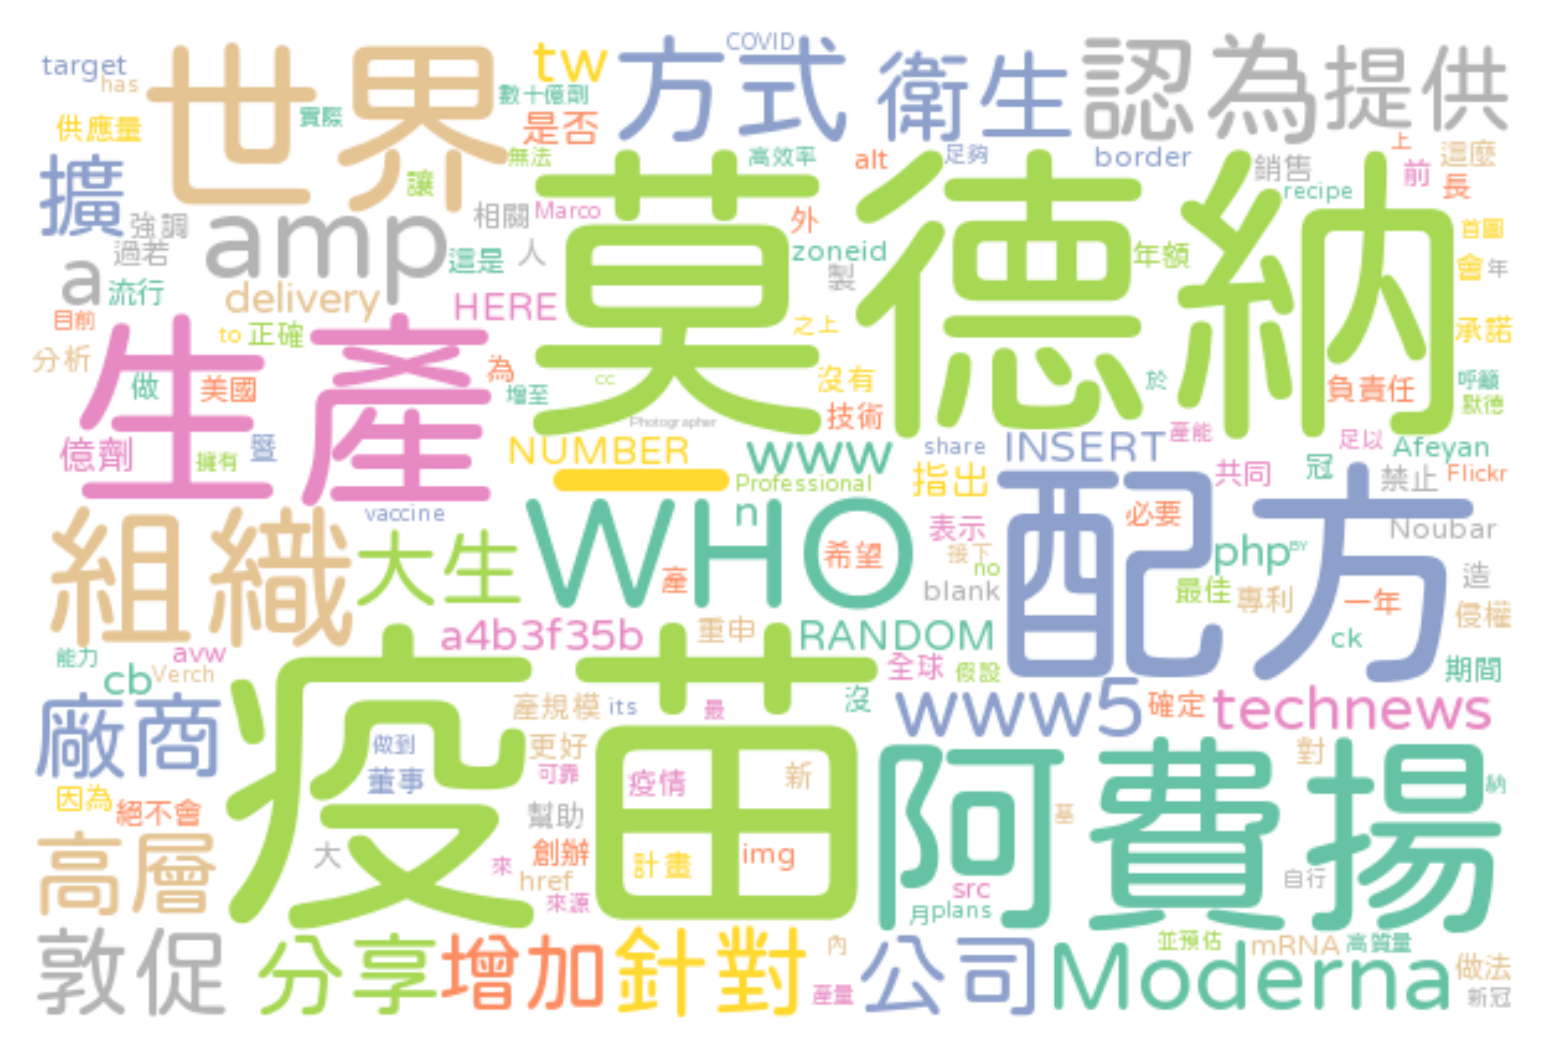 target
has
世界
tw
數十億劑
實際
是否
COVID
方式
衛生
認為
提供
供應量
擴
強調
過若
a
流行
amp
讓
無法
相關
Marco
這是
人
delivery
HERE
莫德納
高效率
alt
足夠
border
銷售
recipe
上
前
這麼
長
外
zoneid
製
年額
首圖
會
年
之上
承諾
目前
分析
to
正確
生產
做
美國
為
增至
cc
沒有
技術
Photographer
於
負責任
呼籲
默德
億劑
擁有
暨
NUMBER
www
share
INSERT
產能
足以
Afeyan
共同
冠
禁止
Flickr
Professional
指出
vaccine
組織
大生
WHO
n
希望
產
表示
接下
no
blank
配方
必要
php
BY
Noubar
最佳
專利
一年
造
侵權
ck
期間
a4b3f35b
重申
RANDOM
全球
假設
能力
avw
cb
Verch
廠商
疫苗
產規模
its
最
沒
www5
確定
technews
做到
董事
更好
可靠
疫情
新
阿費揚
對
納
因為
絕不會
幫助
基
高層
大
來
創辦
href
來源
計畫
img
src
月
plans
自行
敦促
分享
增加
針對
內
產量
公司
Moderna
並預估
mRNA
高質量
做法
新冠